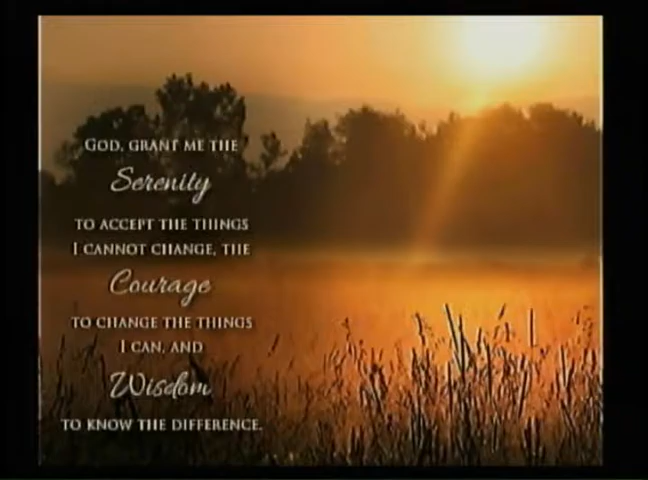 GOD, GRANT ME THE
Serenity
TO ACCEPT THE THINGS
I CANNOT CHANGE, THE
Courage
TO CHANGE THE THINGS
I CAN, AND
Wisdom
TO KNOW THE DIFFERENCE.